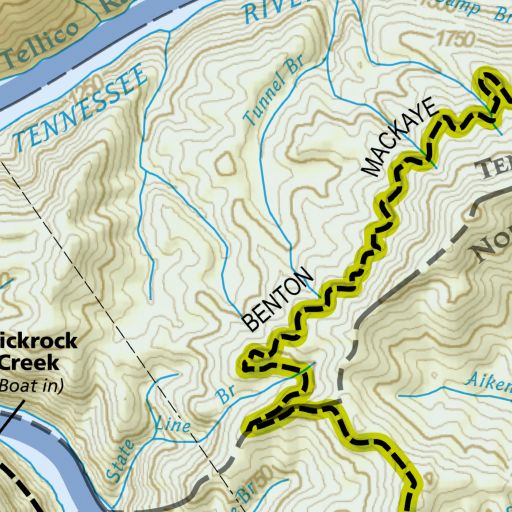 RIVER
Tellico
TENNESSEE
Tunnel Br
1750
MACKAYE
BENTON
ickrock
Creek
Boat in)
State Line Br
Aiken